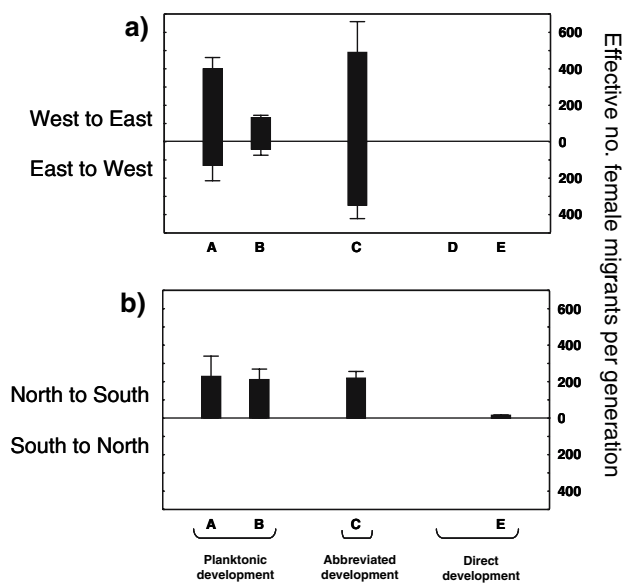 a)
West to East
East to West
600
400
200
0
200
400
A B C D E
b)
North to South
South to North
600
400
200
0
200
400
A B C E
Planktonic development
Abbreviated development
Direct development
Effective no. female migrants per generation